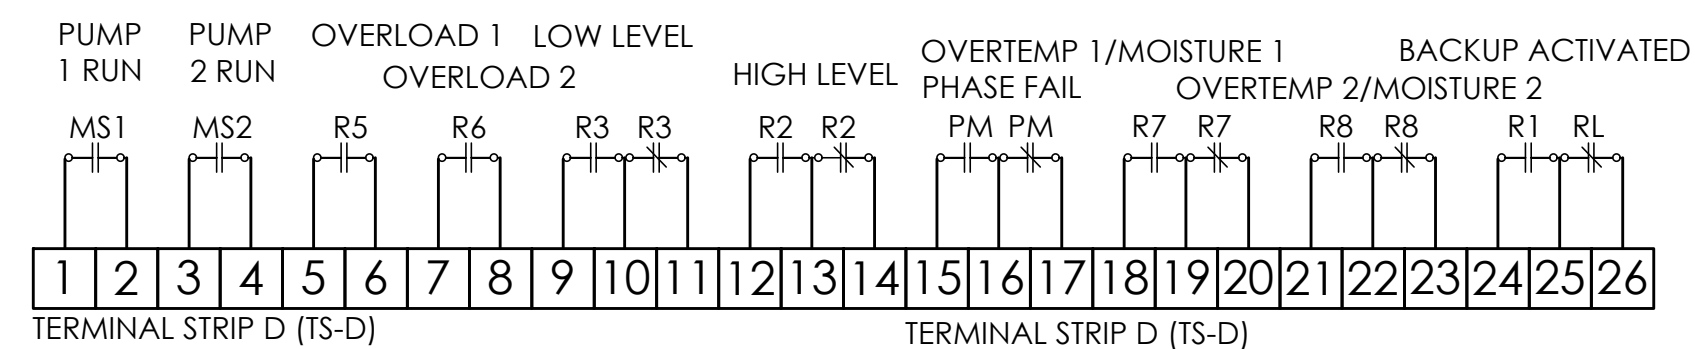 PUMP
1 RUN
PUMP
2 RUN
OVERLOAD 1
OVERLOAD 2
LOW LEVEL
HIGH LEVEL
OVERTEMP 1/MOISTURE 1
PHASE FAIL
OVERTEMP 2/MOISTURE 2
BACKUP ACTIVATED
MS1 MS2 R5 R6 R3 R3 R2 R2 PM PM R7 R7 R8 R8 R1 RL
1 2 3 4 5 6 7 8 9 10 11 12 13 14 15 16 17 18 19 20 21 22 23 24 25 26
TERMINAL STRIP D (TS-D)
TERMINAL STRIP D (TS-D)